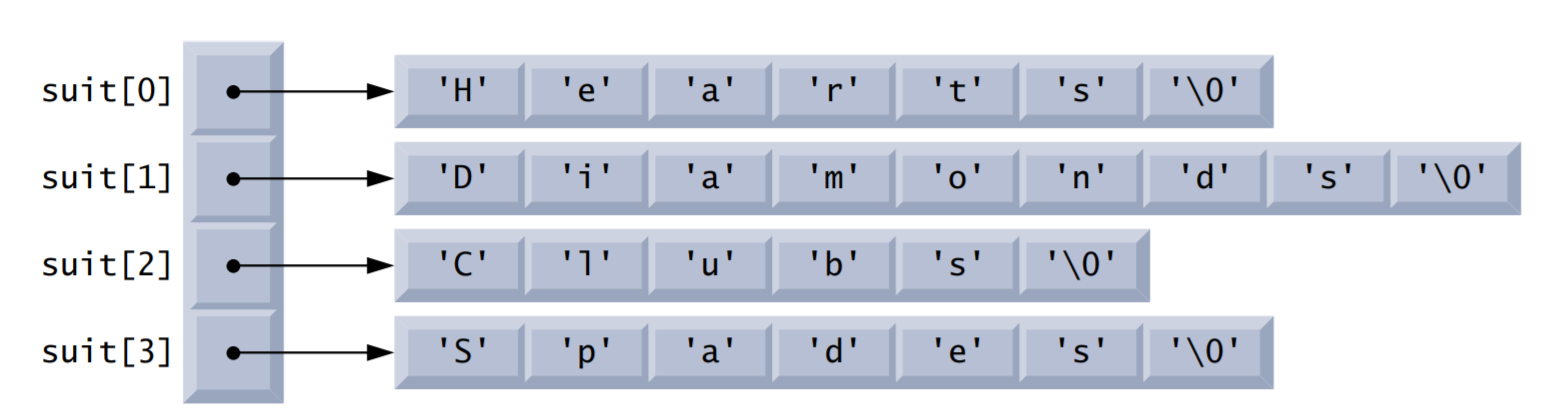 suit[0] 'H' 'e' 'a' 'r' 't' 's' '\0'
suit[1] 'D' 'i' 'a' 'm' 'o' 'n' 'd' 's' '\0'
suit[2] 'C' 'l' 'u' 'b' 's' '\0'
suit[3] 'S' 'p' 'a' 'd' 'e' 's' '\0'